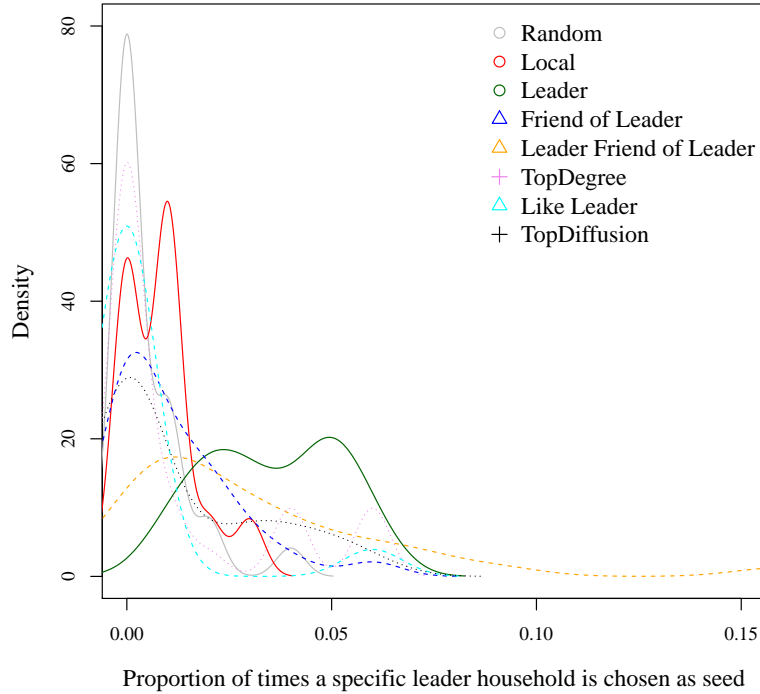 Random
Local
Leader
Friend of Leader
Leader Friend of Leader
TopDegree
Like Leader
TopDiffusion
Density
80
60
40
20
0
0.00 0.05 0.10 0.15
Proportion of times a specific leader household is chosen as seed